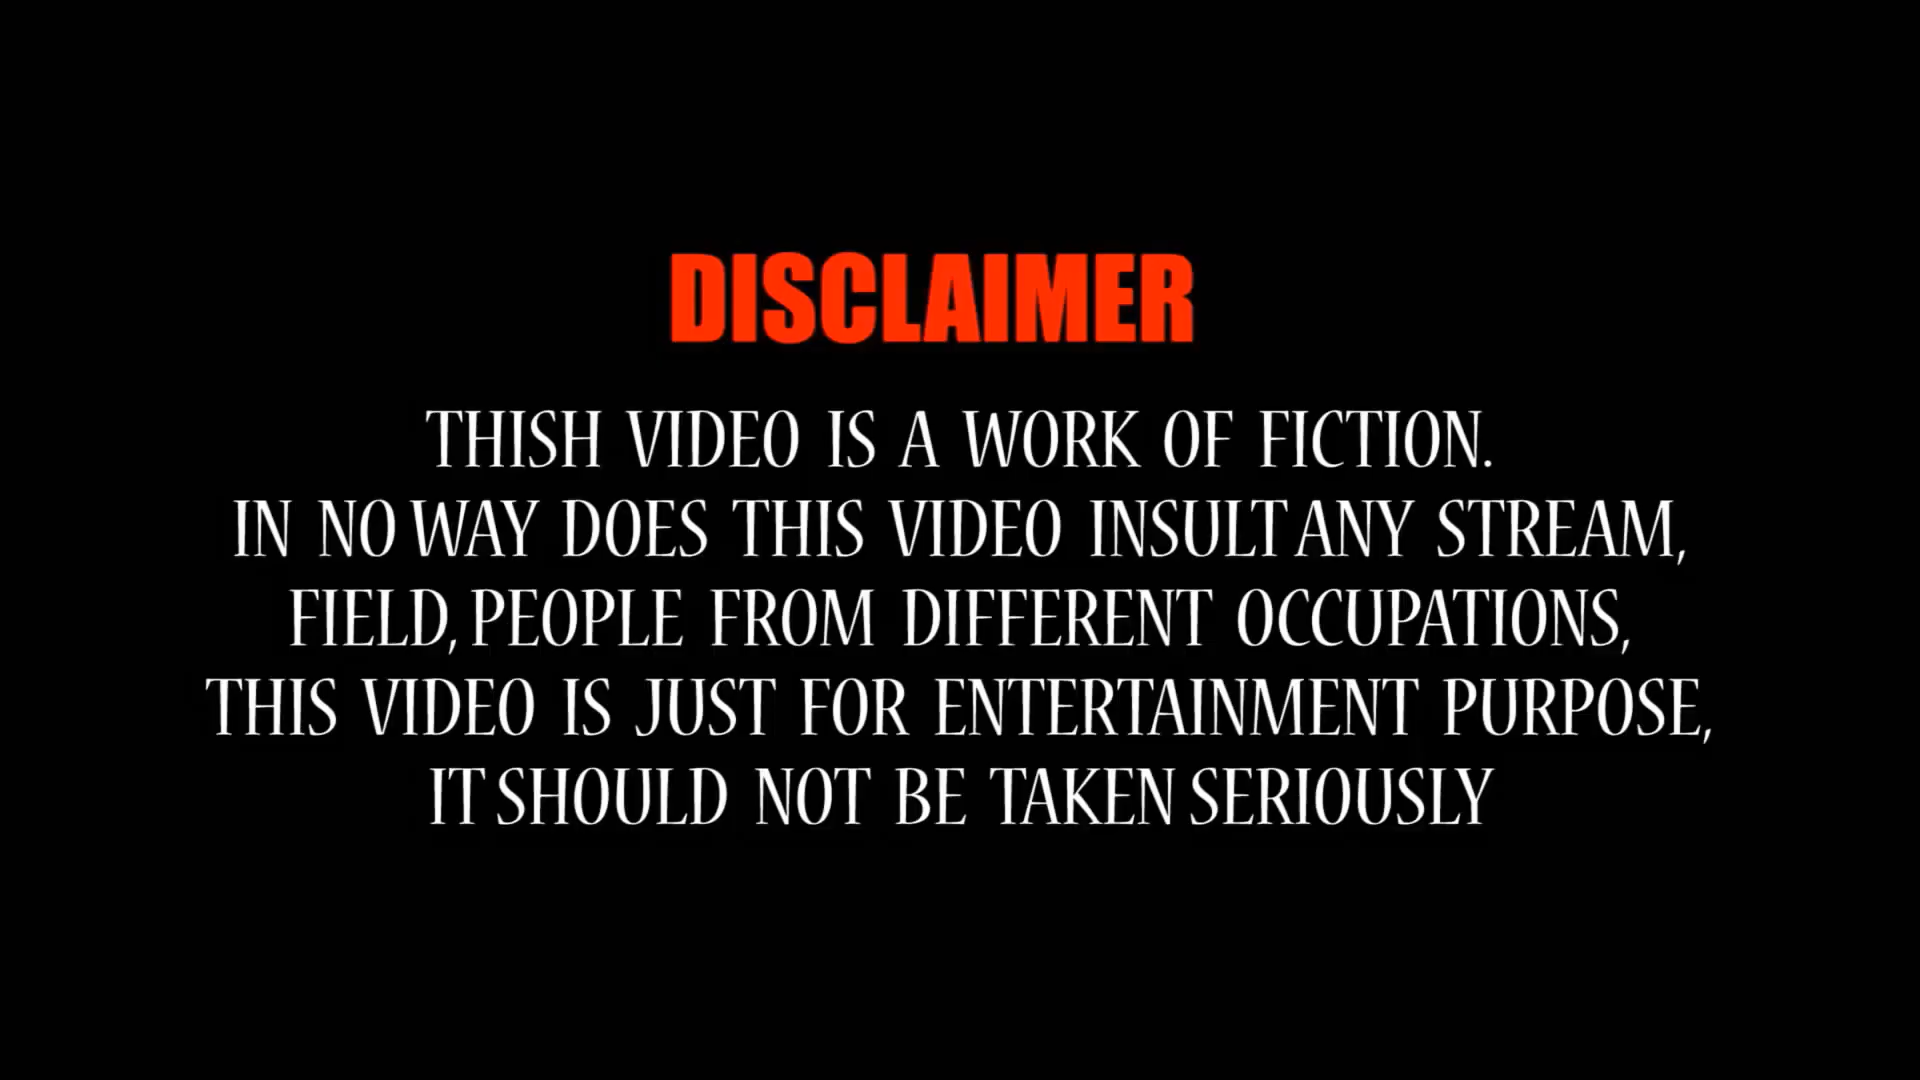 DISCLAIMER
THISH VIDEO IS A WORK OF FICTION.
IN NO WAY DOES THIS VIDEO INSULT ANY STREAM,
FIELD, PEOPLE FROM DIFFERENT OCCUPATIONS,
THIS VIDEO IS JUST FOR ENTERTAINMENT PURPOSE,
IT SHOULD NOT BE TAKEN SERIOUSLY